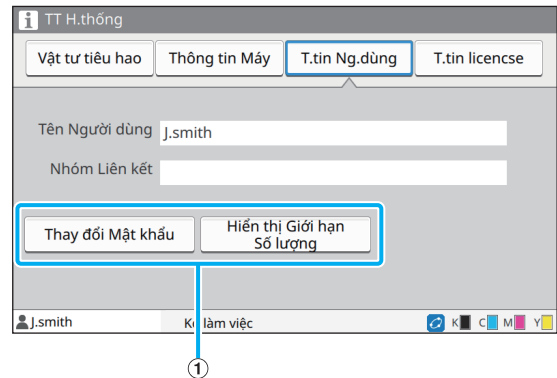 TT H.thống
Vật tư tiêu hao Thông tin Máy T.tin Ng.dùng T.tin licencse
Tên Người dùng J.smith
Nhóm Liên kết
Thay đổi Mật khẩu Hiển thị Giới hạn
Số lượng
J.smith làm việc K C M Y
1